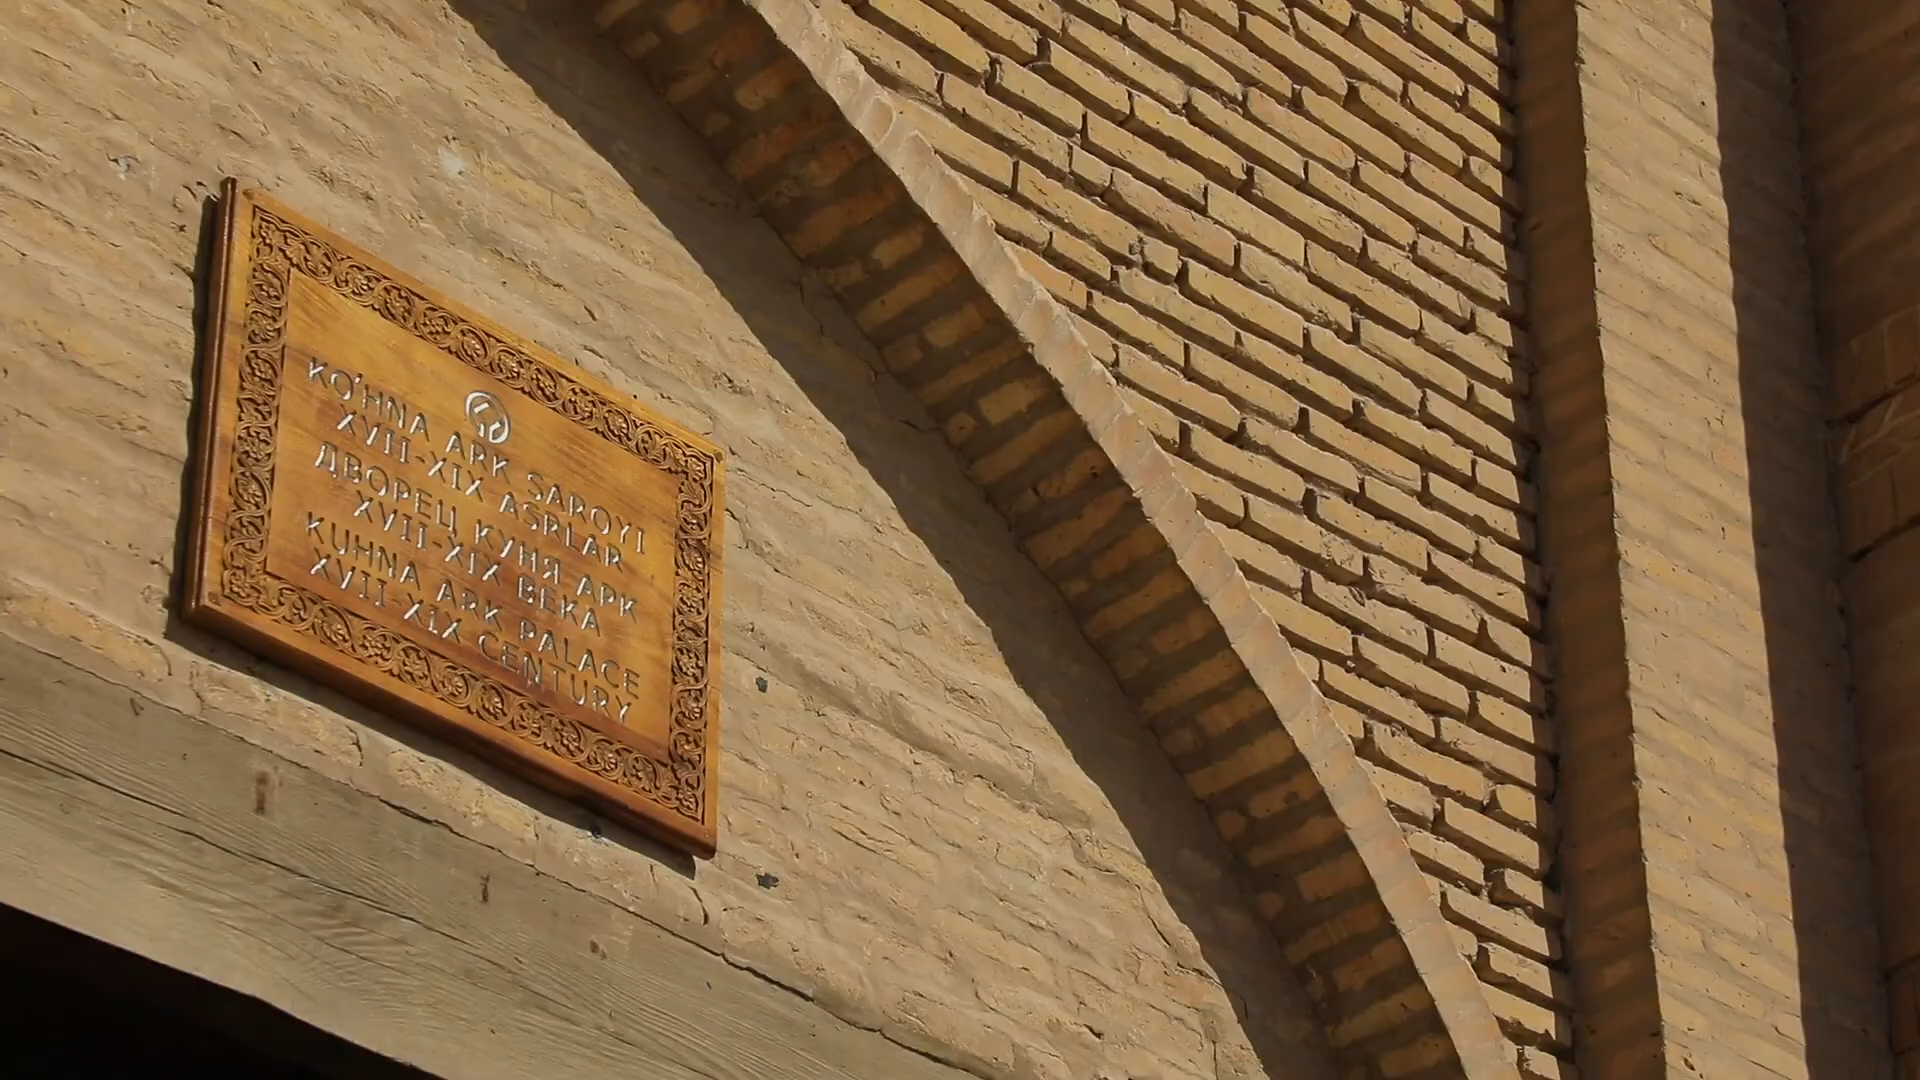 KO'HNA ARK SAROYI
XVII-XIX ASRLAR
ДВОРЕЦ КУНЯ АРК
XVII-XIX ВЕКА
KUHNA ARK PALACE
XVII-XIX CENTURY